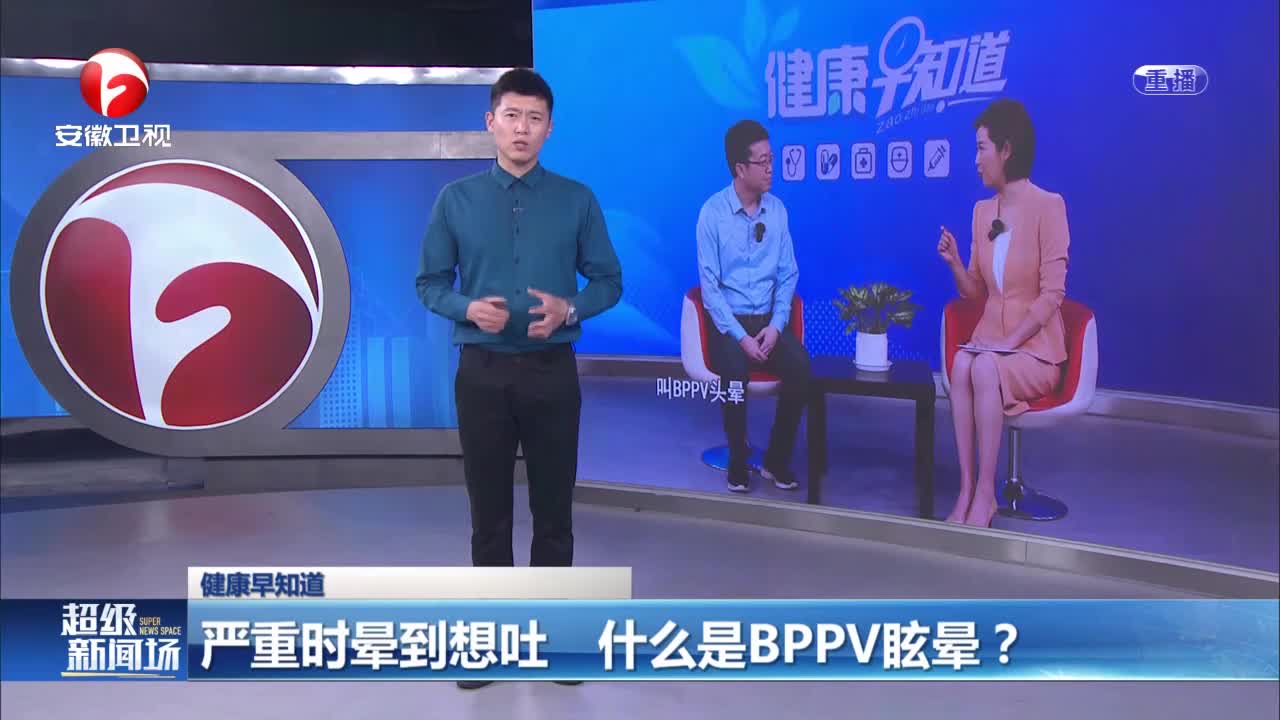 安徽卫视
重播
健康早知道
zao zhi dao
叫BPPV头晕
健康早知道
超级新闻场
SUPER
NEWS SPACE
严重时晕到想吐 什么是BPPV眩晕？